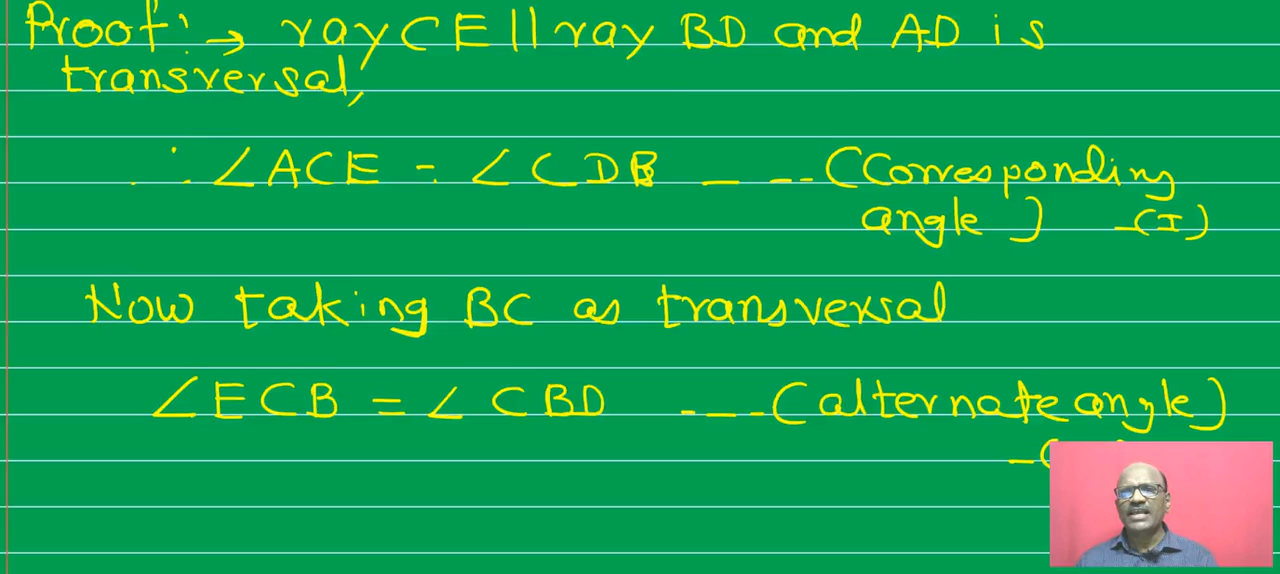 Proof: → ray CE || ray BD and AD is
transversal,
∴ ∠ACE = ∠CDB --- (Corresponding
angle) -(I)
Now taking BC as transversal
∠ECB = ∠CBD ---- (alternate angle)